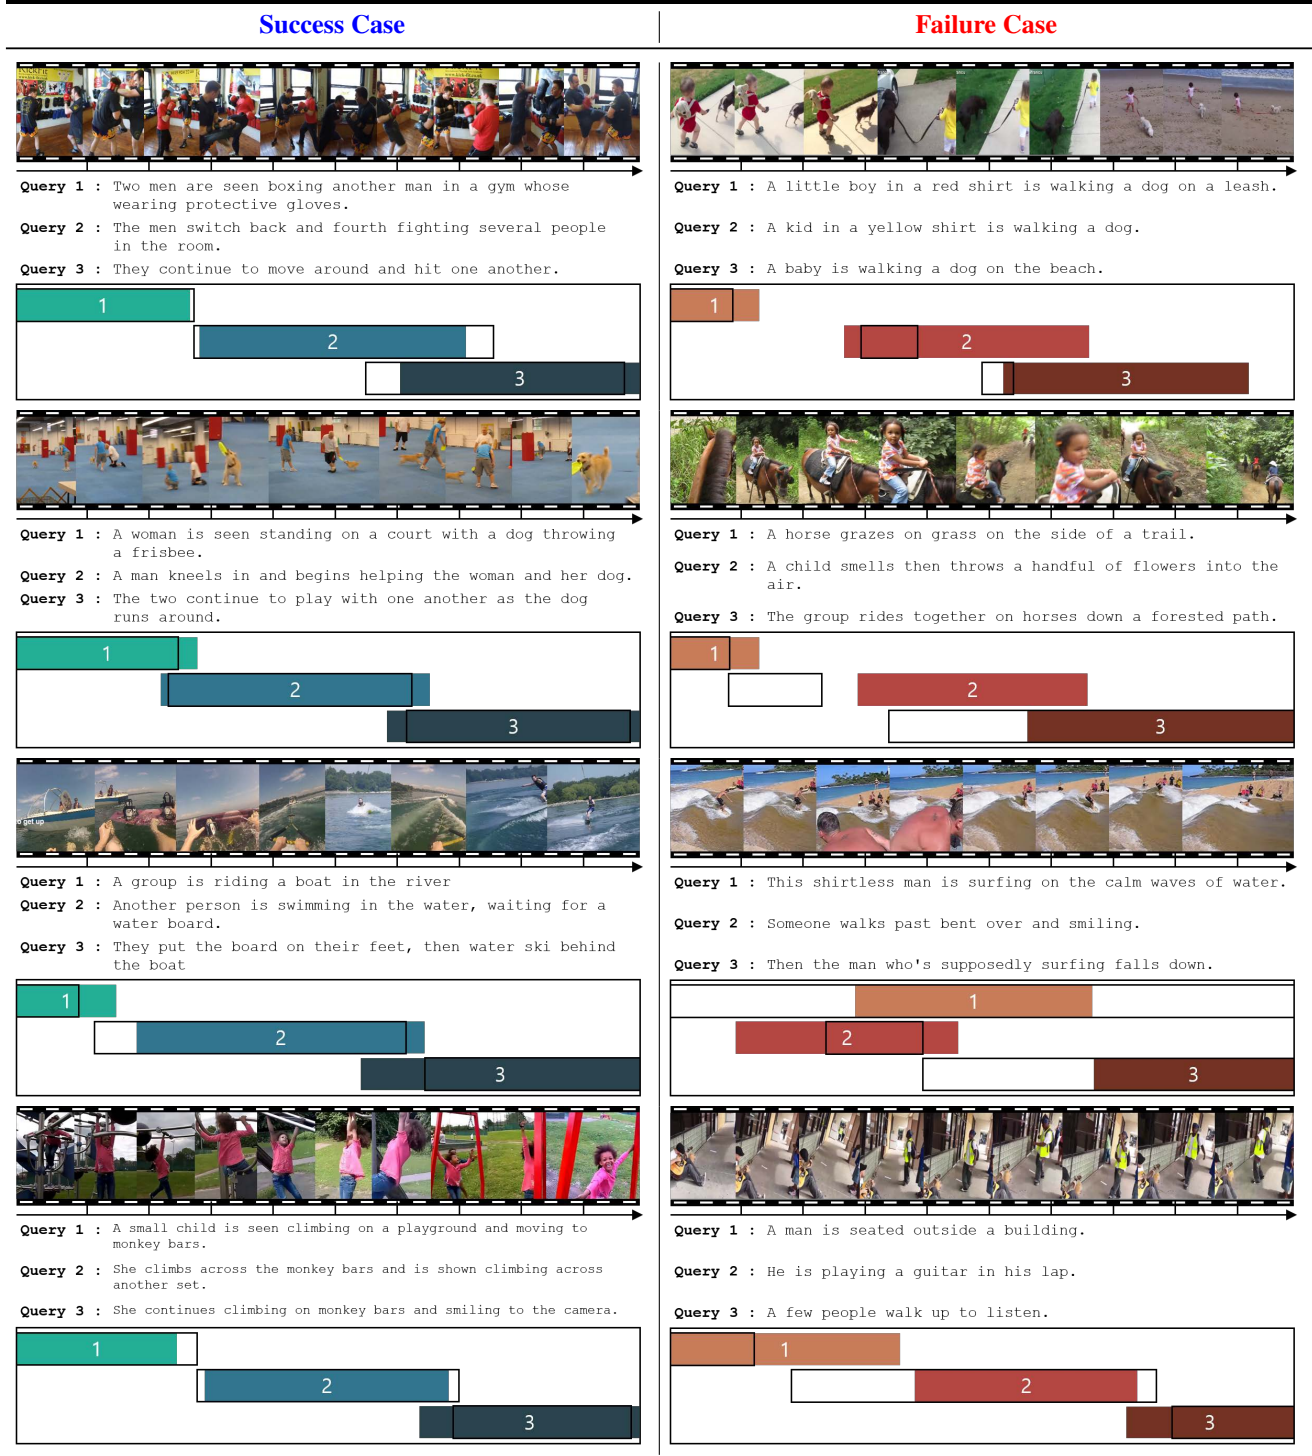 Success Case
Failure Case
Query 1 : Two men are seen boxing another man in a gym whose
wearing protective gloves.
Query 2 : The men switch back and fourth fighting several people
in the room.
Query 3 : They continue to move around and hit one another.
1
2
3
Query 1 : A little boy in a red shirt is walking a dog on a leash.
Query 2 : A kid in a yellow shirt is walking a dog.
Query 3 : A baby is walking a dog on the beach.
1
2
3
Query 1 : A woman is seen standing on a court with a dog throwing
a frisbee.
Query 2 : A man kneels in and begins helping the woman and her dog.
Query 3 : The two continue to play with one another as the dog
runs around.
1
2
3
Query 1 : A horse grazes on grass on the side of a trail.
Query 2 : A child smells then throws a handful of flowers into the
air.
Query 3 : The group rides together on horses down a forested path.
1
2
3
o get up
Query 1 : A group is riding a boat in the river
Query 2 : Another person is swimming in the water, waiting for a
water board.
Query 3 : They put the board on their feet, then water ski behind
the boat
1
2
3
Query 1 : This shirtless man is surfing on the calm waves of water.
Query 2 : Someone walks past bent over and smiling.
Query 3 : Then the man who's supposedly surfing falls down.
1
2
3
Query 1 : A small child is seen climbing on a playground and moving to
monkey bars.
Query 2 : She climbs across the monkey bars and is shown climbing across
another set.
Query 3 : She continues climbing on monkey bars and smiling to the camera.
1
2
3
Query 1 : A man is seated outside a building.
Query 2 : He is playing a guitar in his lap.
Query 3 : A few people walk up to listen.
1
2
3